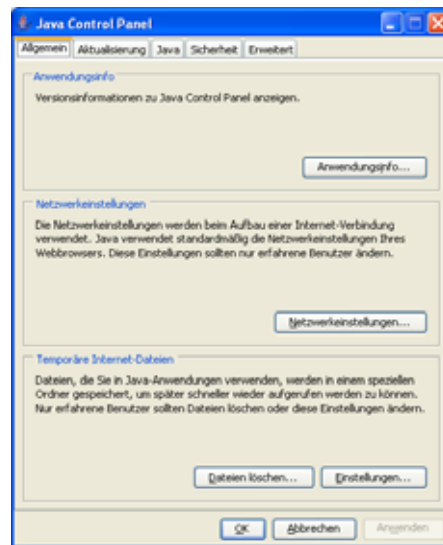 Java Control Panel
Allgemein Aktualisierung Java Sicherheit Erweitert
Anwendungsinfo
Versionsinformationen zu Java Control Panel anzeigen.
Anwendungsinfo...
Netzwerkeinstellungen
Die Netzwerkeinstellungen werden beim Aufbau einer Internet-Verbindung
verwendet. Java verwendet standardmäßig die Netzwerkeinstellungen Ihres
Webbrowsers. Diese Einstellungen sollten nur erfahrene Benutzer ändern.
Netzwerkeinstellungen...
Temporäre Internet-Dateien
Dateien, die Sie in Java-Anwendungen verwenden, werden in einem speziellen
Ordner gespeichert, um später schneller wieder aufgerufen werden zu können.
Nur erfahrene Benutzer sollten Dateien löschen oder diese Einstellungen ändern.
Dateien löschen... Einstellungen...
OK Abbrechen Anwenden